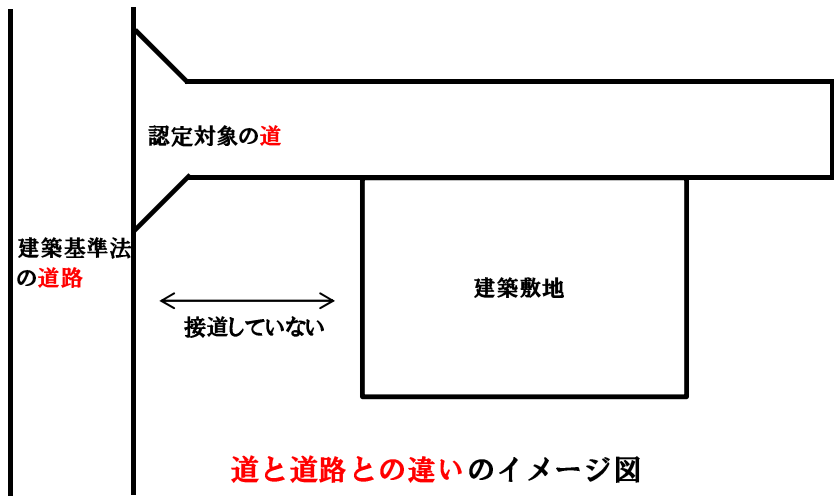 認定対象の道
建築基準法
の道路
建築敷地
接道していない
道と道路との違いのイメージ図